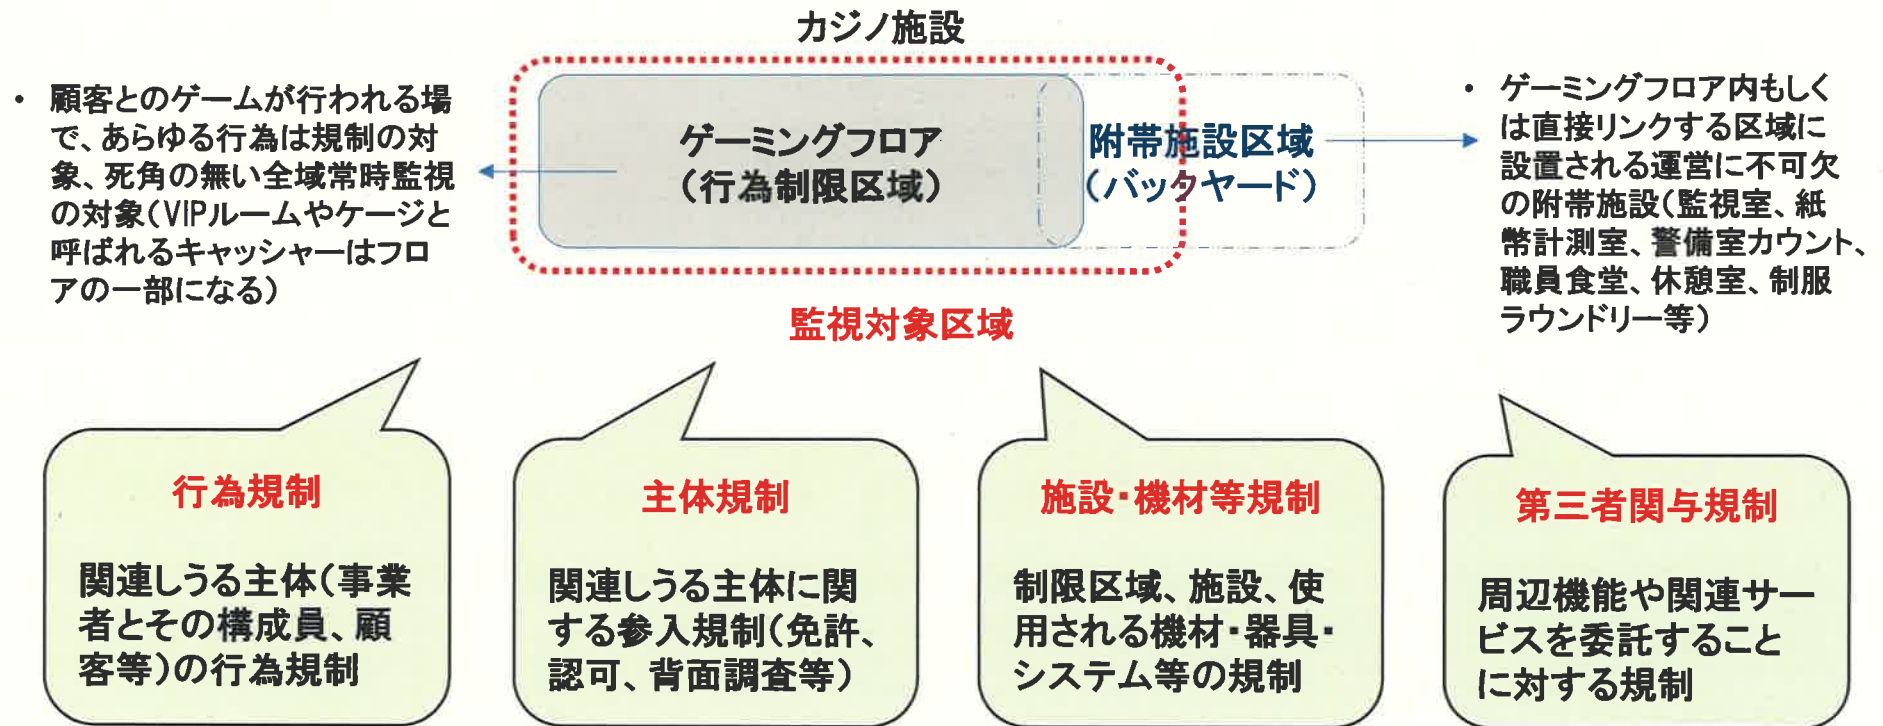 カジノ施設
・ 顧客とのゲームが行われる場
で、あらゆる行為は規制の対
象、死角の無い全域常時監視
の対象(VIPルームやケージと
呼ばれるキャッシャーはフロ
アの一部になる)
ゲーミングフロア
(行為制限区域)
附帯施設区域
(バックヤード)
・ ゲーミングフロア内もしく
は直接リンクする区域に
設置される運営に不可欠
の附帯施設(監視室、紙
幣計測室、警備室カウント、
職員食堂、休憩室、制服
ラウンドリー等)
監視対象区域
行為規制
関連しうる主体(事業
者とその構成員、顧
客等)の行為規制
主体規制
関連しうる主体に関
する参入規制(免許、
認可、背面調査等)
施設・機材等規制
制限区域、施設、使
用される機材・器具・
システム等の規制
第三者関与規制
周辺機能や関連サー
ビスを委託すること
に対する規制